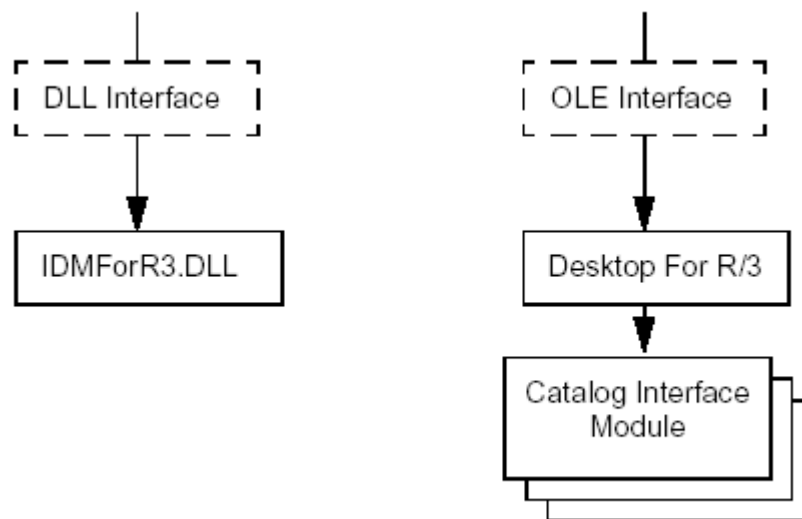 DLL Interface
OLE Interface
IDMForR3.DLL
Desktop For R/3
Catalog Interface
Module